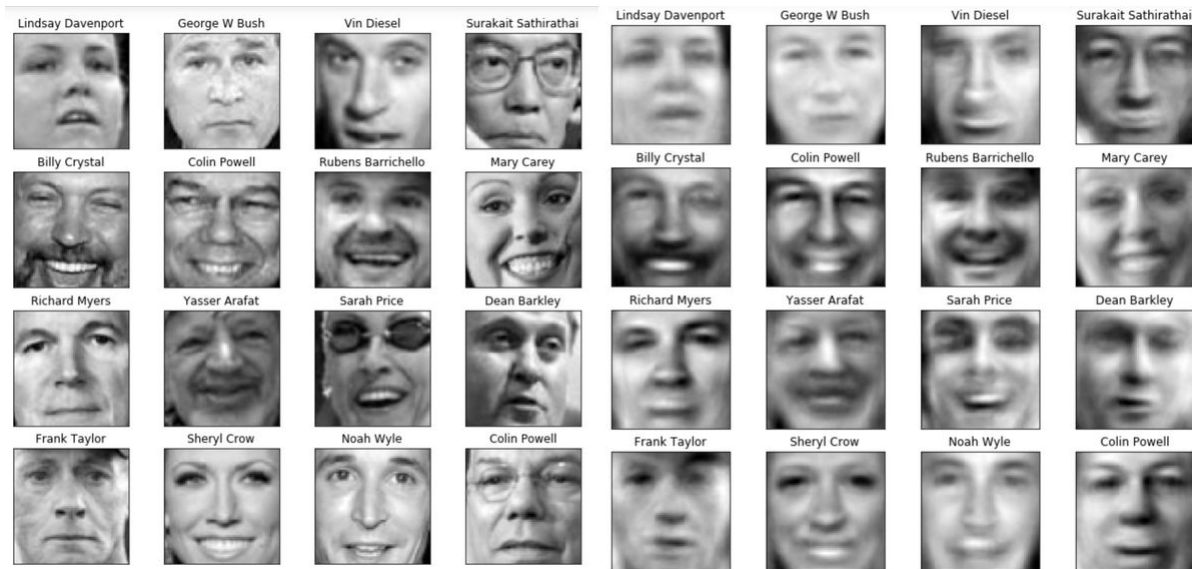 Lindsay Davenport George W Bush Vin Diesel Surakait Sathirathai
Billy Crystal Colin Powell Rubens Barrichello Mary Carey
Richard Myers Yasser Arafat Sarah Price Dean Barkley
Frank Taylor Sheryl Crow Noah Wyle Colin Powell
Lindsay Davenport George W Bush Vin Diesel Surakait Sathirathai
Billy Crystal Colin Powell Rubens Barrichello Mary Carey
Richard Myers Yasser Arafat Sarah Price Dean Barkley
Frank Taylor Sheryl Crow Noah Wyle Colin Powell